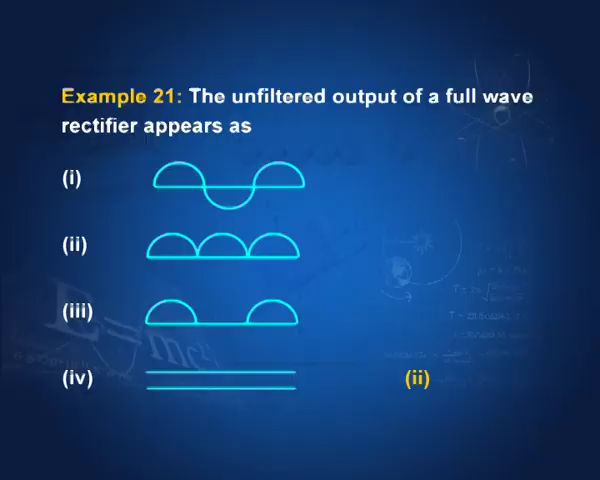 Example 21: The unfiltered output of a full wave
rectifier appears as
(i)
(ii)
(iii)
(iv)
(ii)